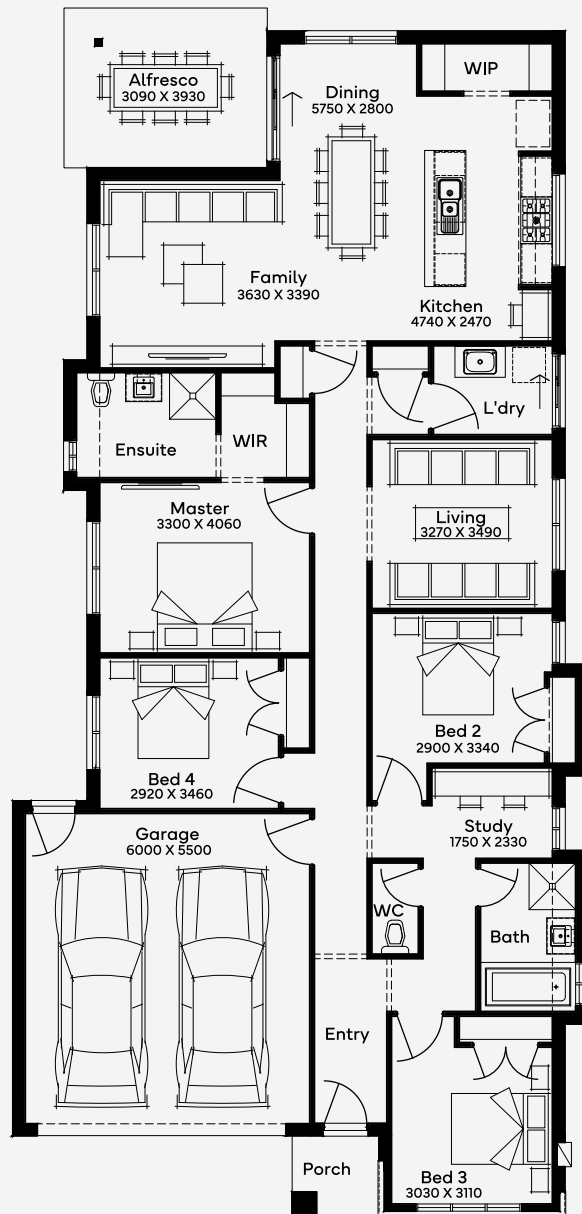 Alfresco
3090 X 3930
Dining
5750 X 2800
WIP
Family
3630 X 3390
Kitchen
4740 X 2470
L'dry
Ensuite
WIR
Master
3300 X 4060
Living
3270 X 3490
Bed 2
2900 X 3340
Bed 4
2920 X 3460
Garage
6000 X 5500
Study
1750 X 2330
WC
Bath
Entry
Porch
Bed 3
3030 X 3110